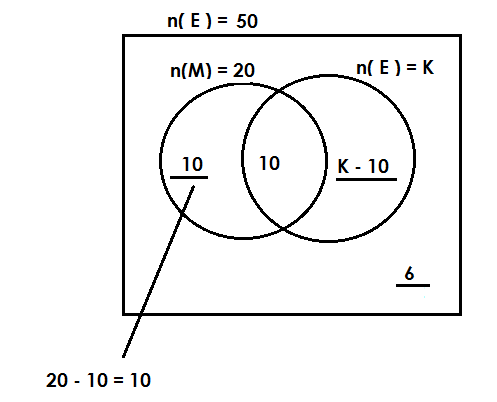 n( E ) = 50
n(M) = 20
n( E ) = K
10
10
K - 10
6
20 - 10 = 10